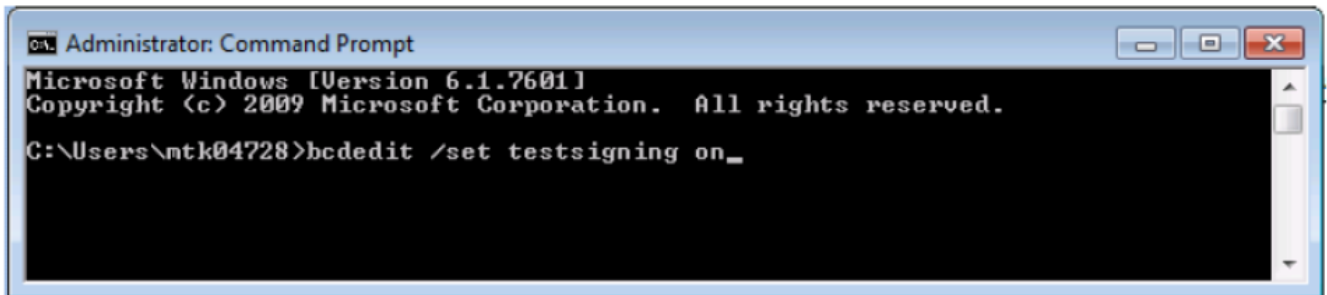 Administrator: Command Prompt
Microsoft Windows [Version 6.1.7601]
Copyright (c) 2009 Microsoft Corporation.  All rights reserved.
C:\Users\mtk04728>bcdedit /set testsigning on_